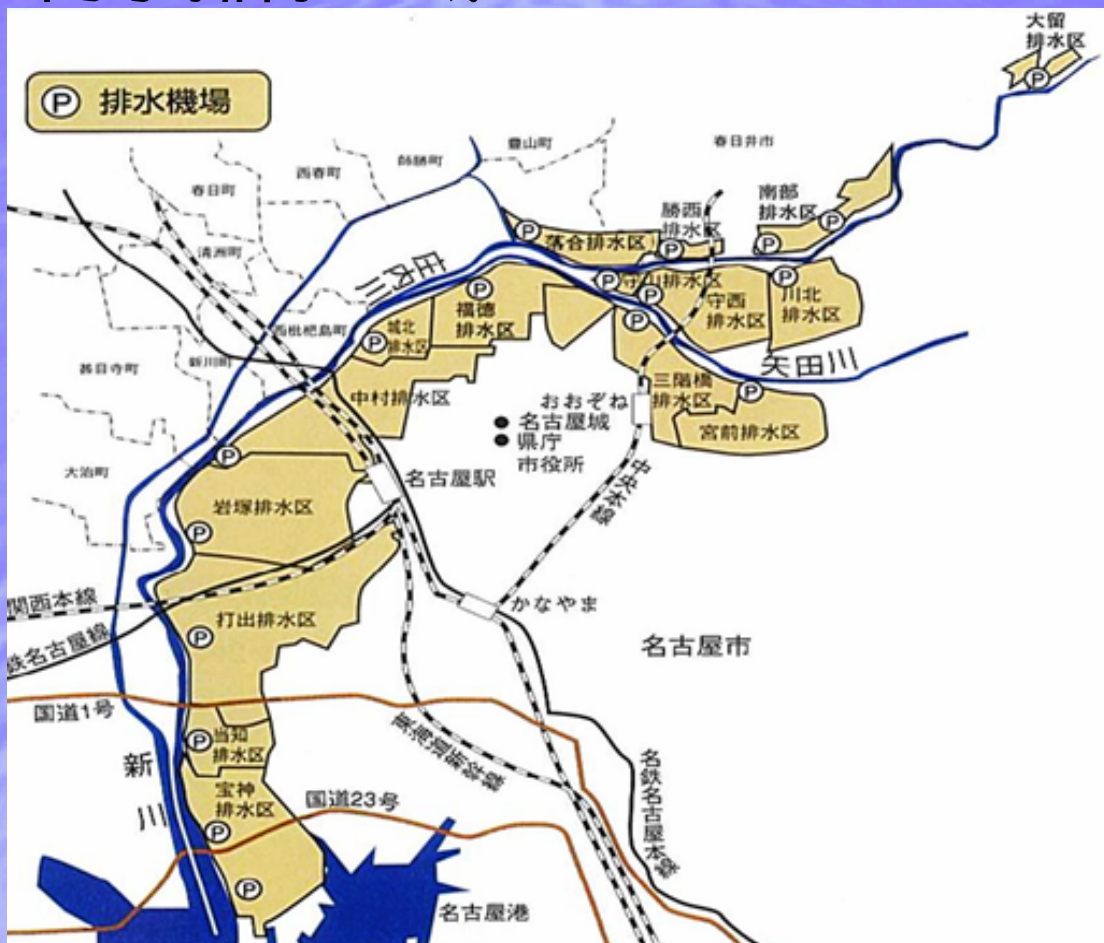 大留
排水区
Ⓟ 排水機場
豊山町
春日井市
師勝町
西春町
春日町
南部
排水区
勝西
排水区
清洲町
落合排水区
庄内川
守山排水区
川北
排水区
守西
排水区
福徳
排水区
城北
排水区
西枇杷島町
新川町
甚目寺町
矢田川
三階橋
排水区
中村排水区
おおぞね
名古屋城
県庁
市役所
宮前排水区
大治町
名古屋駅
中央本線
岩塚排水区
関西本線
かなやま
打出排水区
鉄名古屋線
名古屋市
国道1号
東海道新幹線
当知
排水区
新川
宝神
排水区
国道23号
名鉄名古屋本線
名古屋港